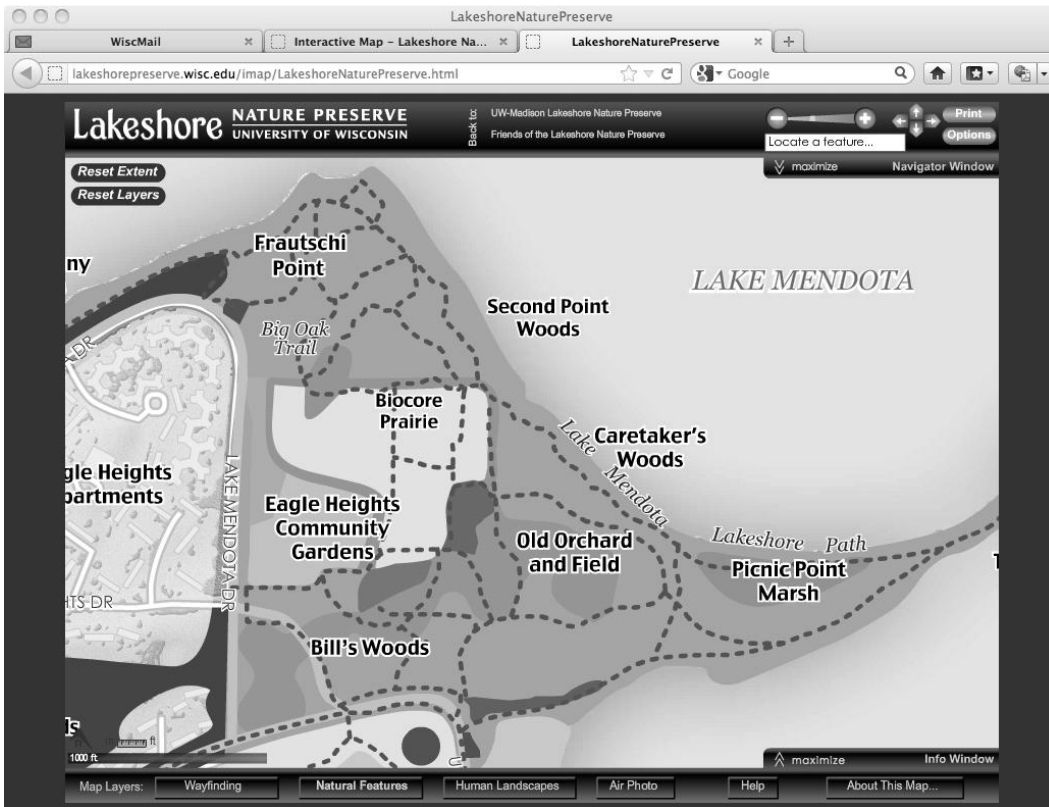 LakeshoreNaturePreserve
WiscMail
Interactive Map – Lakeshore Na...
LakeshoreNaturePreserve
lakeshorepreserve.wisc.edu/imap/LakeshoreNaturePreserve.html
Google
Lakeshore NATURE PRESERVE
UNIVERSITY OF WISCONSIN
Back to:
UW-Madison Lakeshore Nature Preserve
Friends of the Lakeshore Nature Preserve
Print
Options
Locate a feature...
maximize Navigator Window
Reset Extent
Reset Layers
Frautschi
Point
ny
LAKE MENDOTA
Second Point
Woods
Big Oak
Trail
A DR
Biocore
Prairie
Lake Mendota
Caretaker's
Woods
gle Heights
partments
LAKE MENDOTA DR
Eagle Heights
Community
Gardens
Old Orchard
and Field
Lakeshore Path
Picnic Point
Marsh
T
HTS DR
Bill's Woods
ds
ft
1000 ft
maximize Info Window
Map Layers: Wayfinding Natural Features Human Landscapes Air Photo Help About This Map...